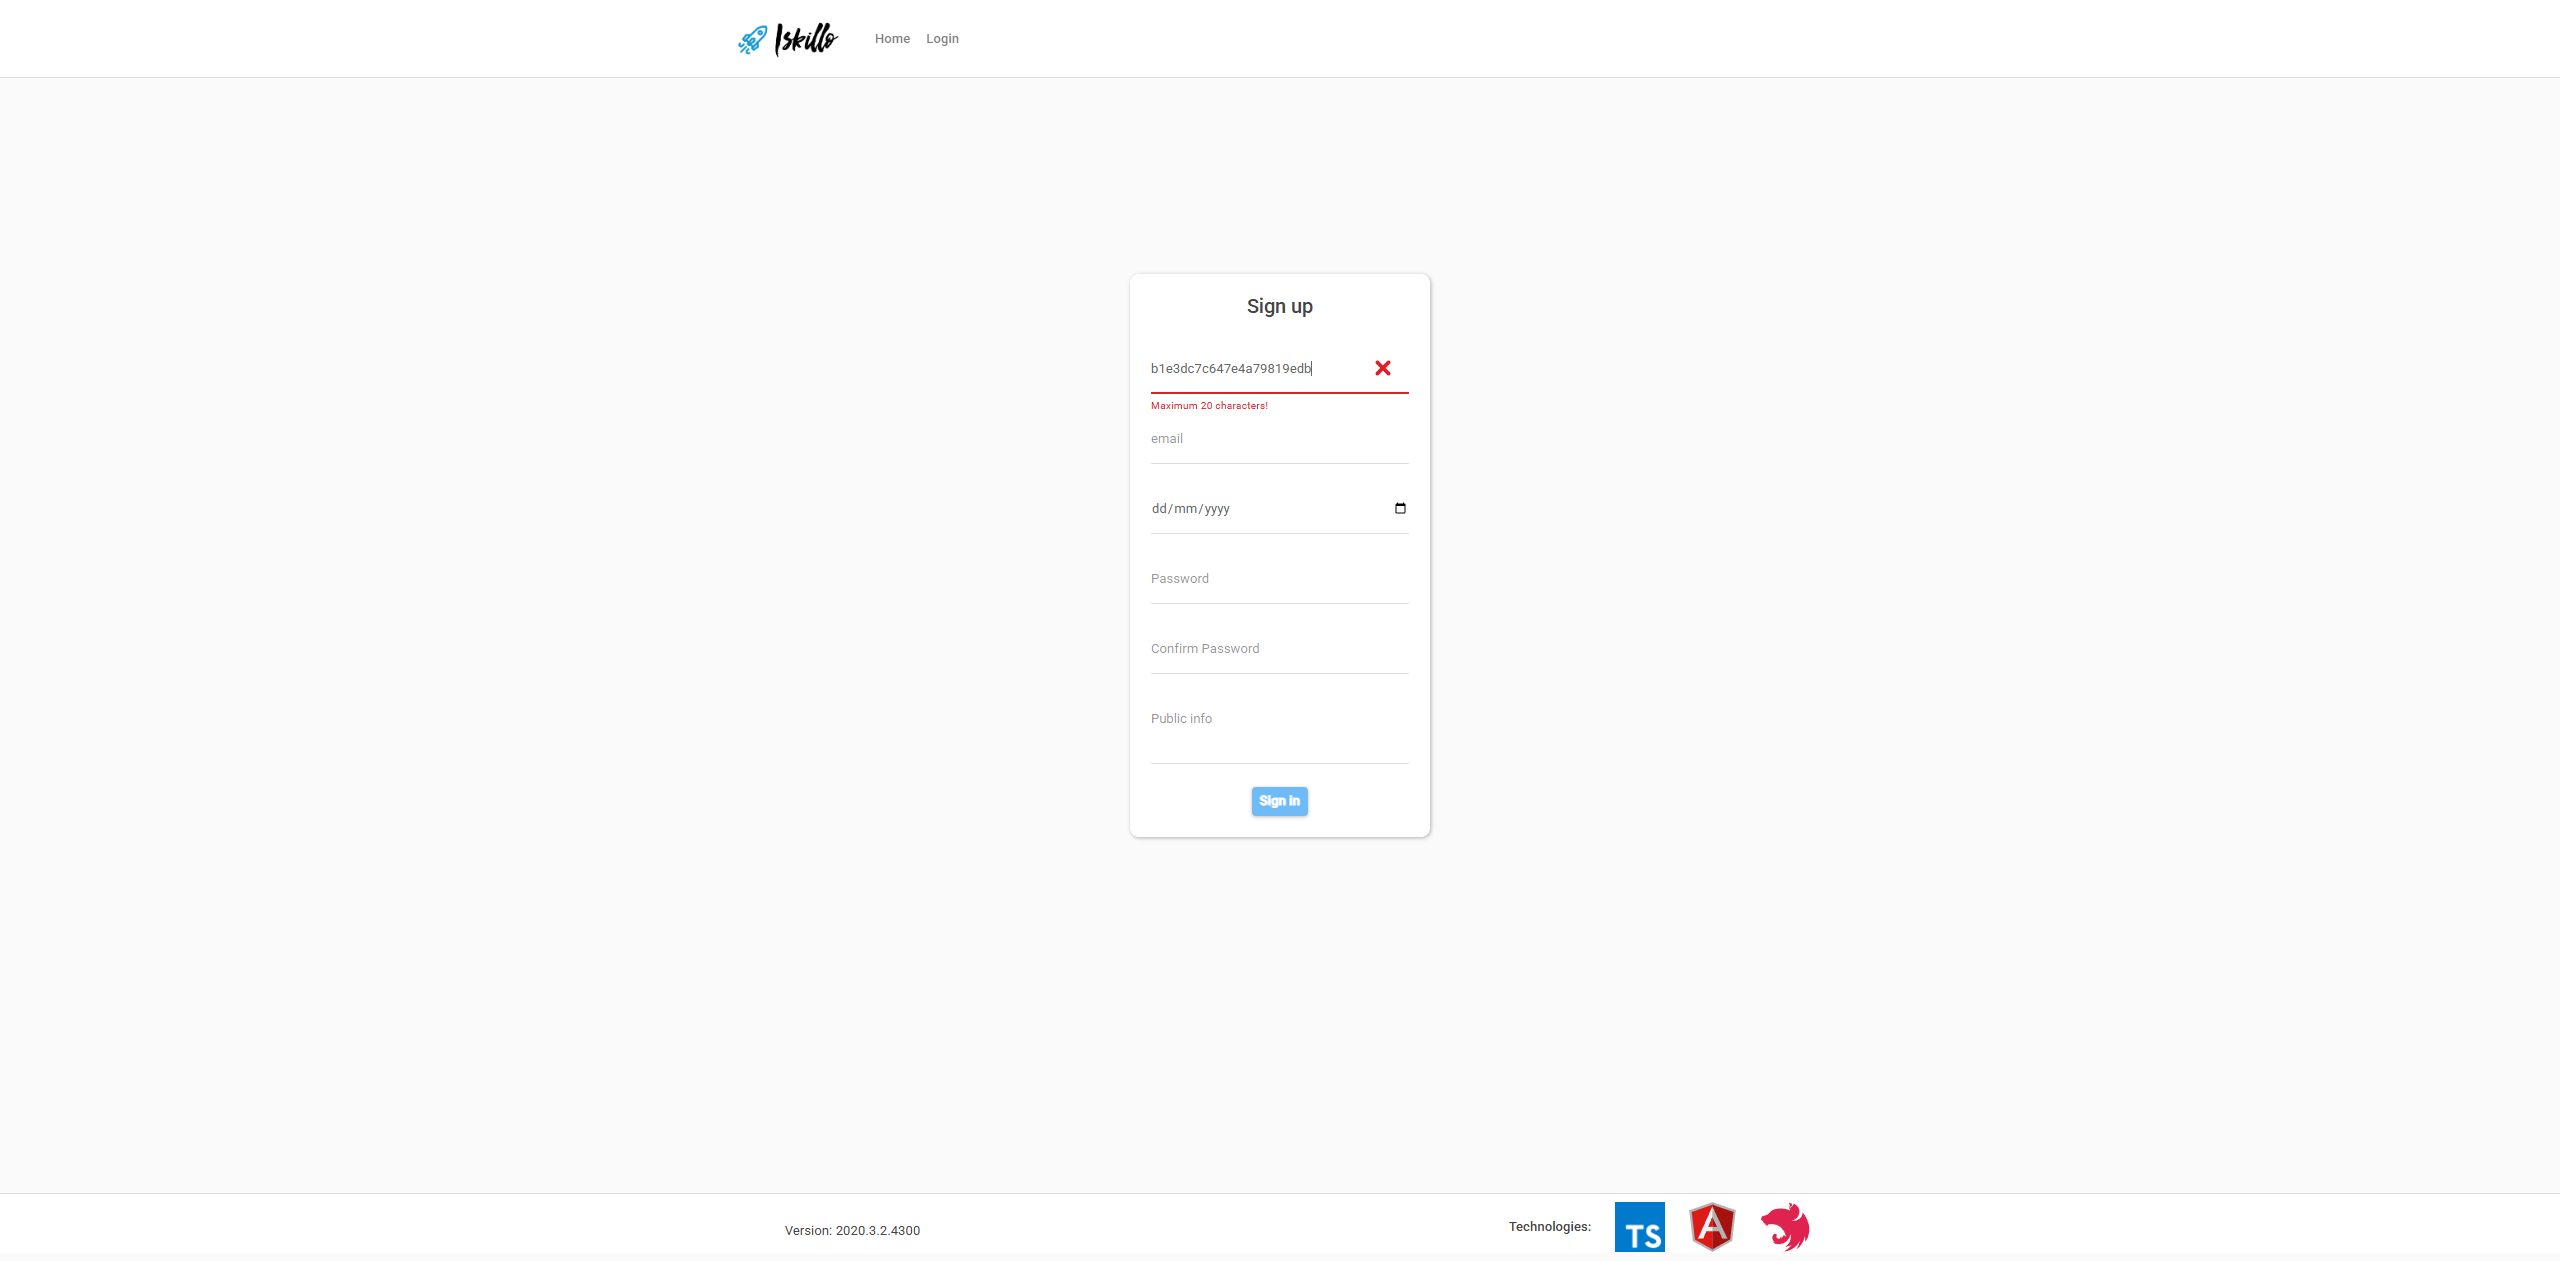 Iskillo
Home Login
Sign up
b1e3dc7c647e4a79819edb
Maximum 20 characters!
email
dd/mm/yyyy
Password
Confirm Password
Public info
Sign in
Version: 2020.3.2.4300
Technologies:
TS
A